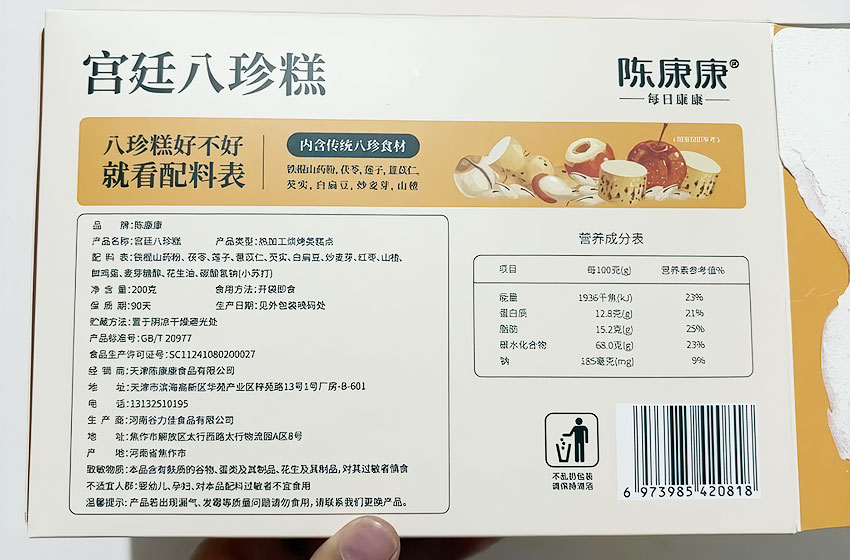 宫廷八珍糕
陈康康®
每日康康
八珍糕好不好
就看配料表
内含传统八珍食材
铁棍山药粉,茯苓,莲子,薏苡仁,
芡实,白扁豆,炒麦芽,山楂
品 牌:陈康康
产品名称:宫廷八珍糕 产品类型:热加工烘烤类糕点
配 料 表:铁棍山药粉、茯苓、莲子、薏苡仁、芡实、白扁豆、炒麦芽、红枣、山楂、
鲜鸡蛋、麦芽糖醇、花生油、碳酸氢钠(小苏打)
净 含 量:200克 食用方法:开袋即食
保 质 期:90天 生产日期:见外包装喷码处
贮藏方法:置于阴凉干燥避光处
产品标准号:GB/T 20977
食品生产许可证号:SC11241080200027
经 销 商:天津陈康康食品有限公司
地 址:天津市滨海高新区华苑产业区梓苑路13号1号厂房-B-601
电 话:13132510195
生 产 商:河南谷力佳食品有限公司
地 址:焦作市解放区太行西路太行物流园A区8号
产 地:河南省焦作市
致敏物质:本品含有麸质的谷物、蛋类及其制品、花生及其制品,对其过敏者慎食
不适宜人群:婴幼儿、孕妇、对本品配料过敏者不宜食用
温馨提示:产品若出现漏气、发霉等质量问题请勿食用,请联系我们更换产品。
营养成分表
项目 每100克(g) 营养素参考值%
能量 1936千焦(kJ) 23%
蛋白质 12.8克(g) 21%
脂肪 15.2克(g) 25%
碳水化合物 68.0克(g) 23%
钠 185毫克(mg) 9%
不乱扔包装
请保持清洁
6 973985 420818